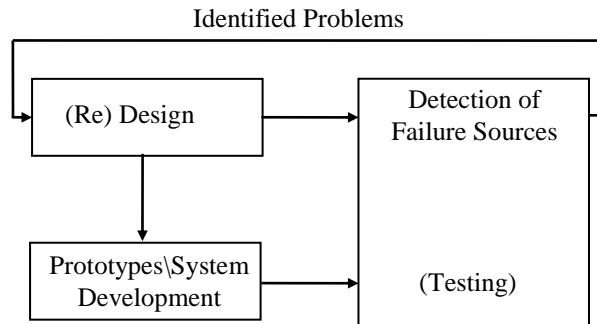 Identified Problems
(Re) Design
Detection of
Failure Sources
Prototypes\System
Development
(Testing)